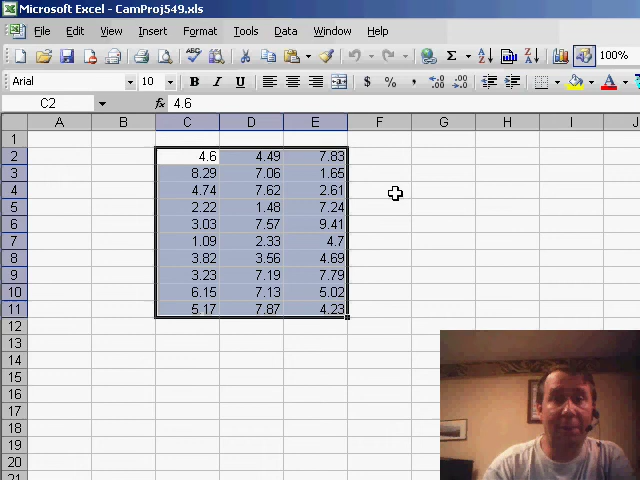 Microsoft Excel - CamProj549.xls
File Edit View Insert Format Tools Data Window Help
Σ 100%
Arial 10 B I U $ % , A
C2 fx 4.6
A B C D E F G H I J
1
2 4.6 4.49 7.83
3 8.29 7.06 1.65
4 4.74 7.62 2.61
5 2.22 1.48 7.24
6 3.03 7.57 9.41
7 1.09 2.33 4.7
8 3.82 3.56 4.69
9 3.23 7.19 7.79
10 6.15 7.13 5.02
11 5.17 7.87 4.23
12
13
14
15
16
17
18
19
20
21